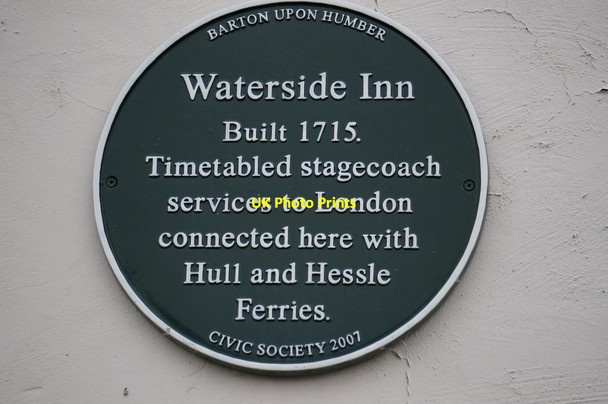 BARTON UPON HUMBER
Waterside Inn
Built 1715.
Timetabled stagecoach
services to London
UK Photo Prints
connected here with
Hull and Hessle
Ferries.
CIVIC SOCIETY 2007